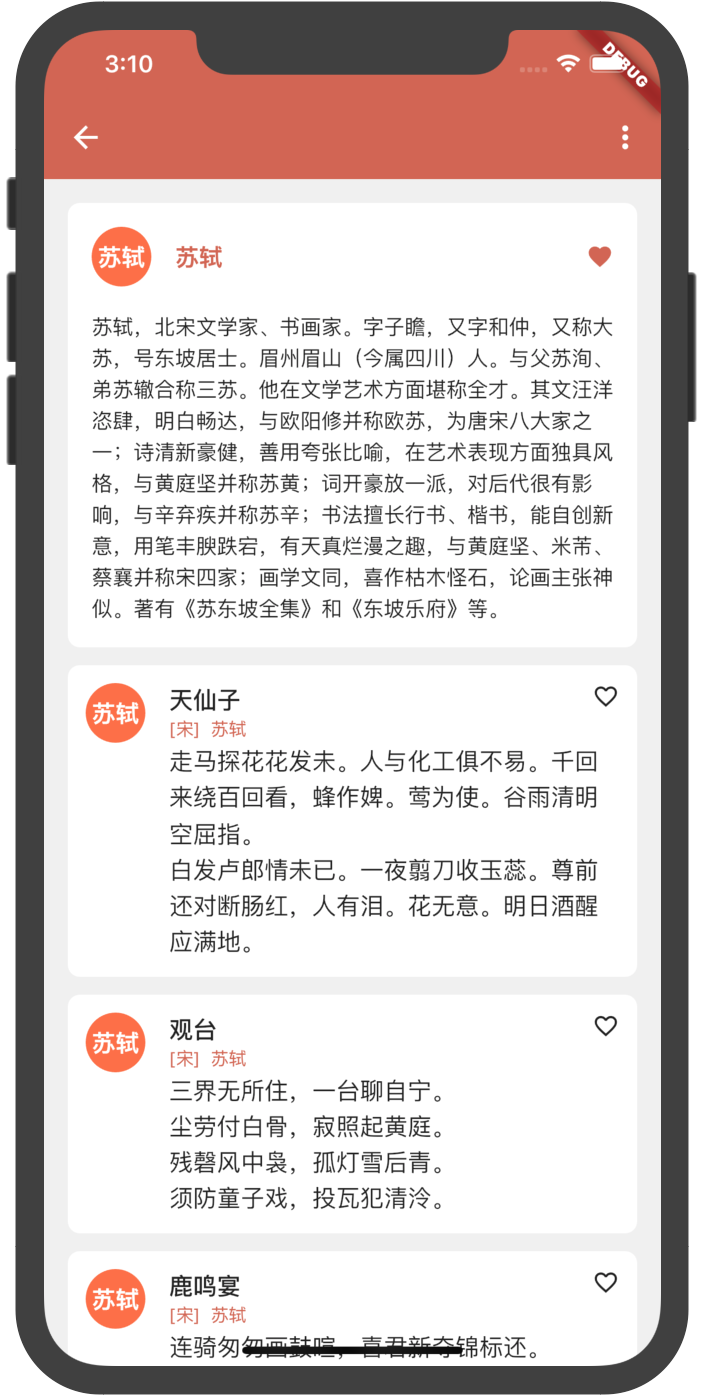 3:10
DEBUG
苏轼 苏轼
苏轼，北宋文学家、书画家。字子瞻，又字和仲，又称大
苏，号东坡居士。眉州眉山（今属四川）人。与父苏洵、
弟苏辙合称三苏。他在文学艺术方面堪称全才。其文汪洋
恣肆，明白畅达，与欧阳修并称欧苏，为唐宋八大家之
一；诗清新豪健，善用夸张比喻，在艺术表现方面独具风
格，与黄庭坚并称苏黄；词开豪放一派，对后代很有影
响，与辛弃疾并称苏辛；书法擅长行书、楷书，能自创新
意，用笔丰腴跌宕，有天真烂漫之趣，与黄庭坚、米芾、
蔡襄并称宋四家；画学文同，喜作枯木怪石，论画主张神
似。著有《苏东坡全集》和《东坡乐府》等。
苏轼
天仙子
[宋] 苏轼
走马探花花发未。人与化工俱不易。千回
来绕百回看，蜂作婢。莺为使。谷雨清明
空屈指。
白发卢郎情未已。一夜翦刀收玉蕊。尊前
还对断肠红，人有泪。花无意。明日酒醒
应满地。
苏轼
观台
[宋] 苏轼
三界无所住，一台聊自宁。
尘劳付白骨，寂照起黄庭。
残磬风中袅，孤灯雪后青。
须防童子戏，投瓦犯清泠。
苏轼
鹿鸣宴
[宋] 苏轼
连骑匆匆画鼓喧，喜君新夺锦标还。